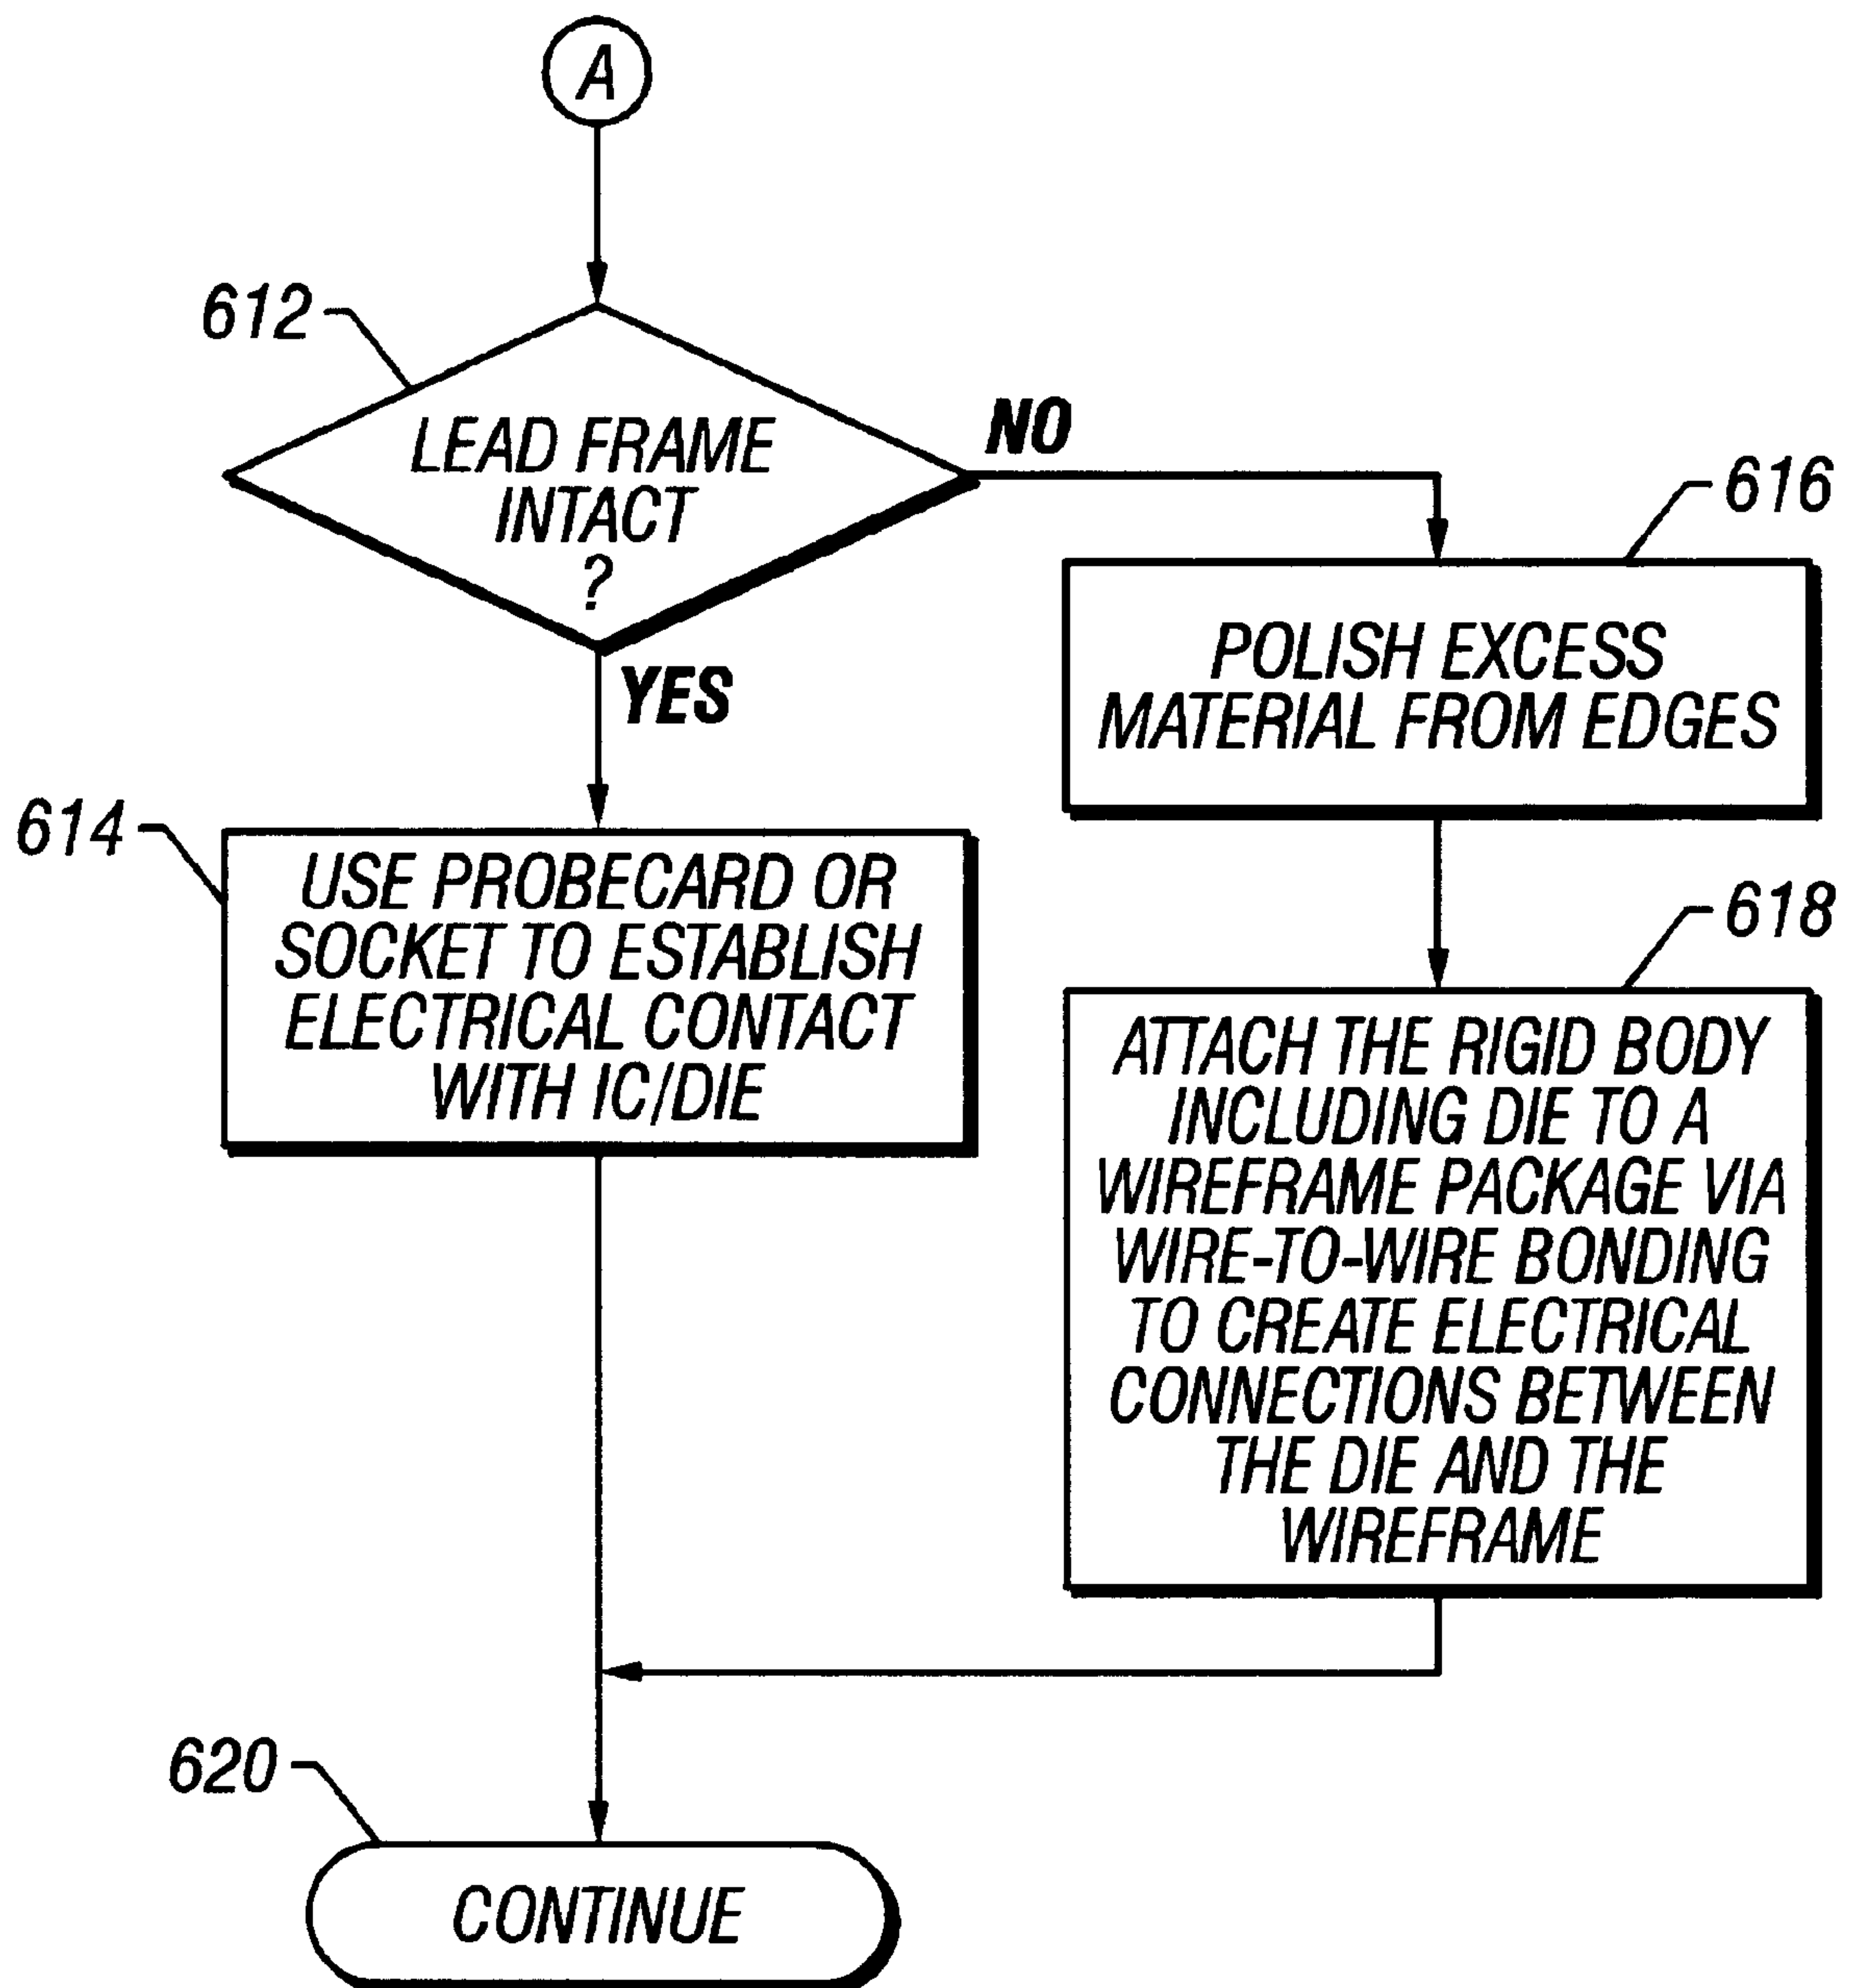 A
612
LEAD FRAME
INTACT
?
NO
YES
616
POLISH EXCESS
MATERIAL FROM EDGES
614
USE PROBECARD OR
SOCKET TO ESTABLISH
ELECTRICAL CONTACT
WITH IC/DIE
618
ATTACH THE RIGID BODY
INCLUDING DIE TO A
WIREFRAME PACKAGE VIA
WIRE-TO-WIRE BONDING
TO CREATE ELECTRICAL
CONNECTIONS BETWEEN
THE DIE AND THE
WIREFRAME
620
CONTINUE